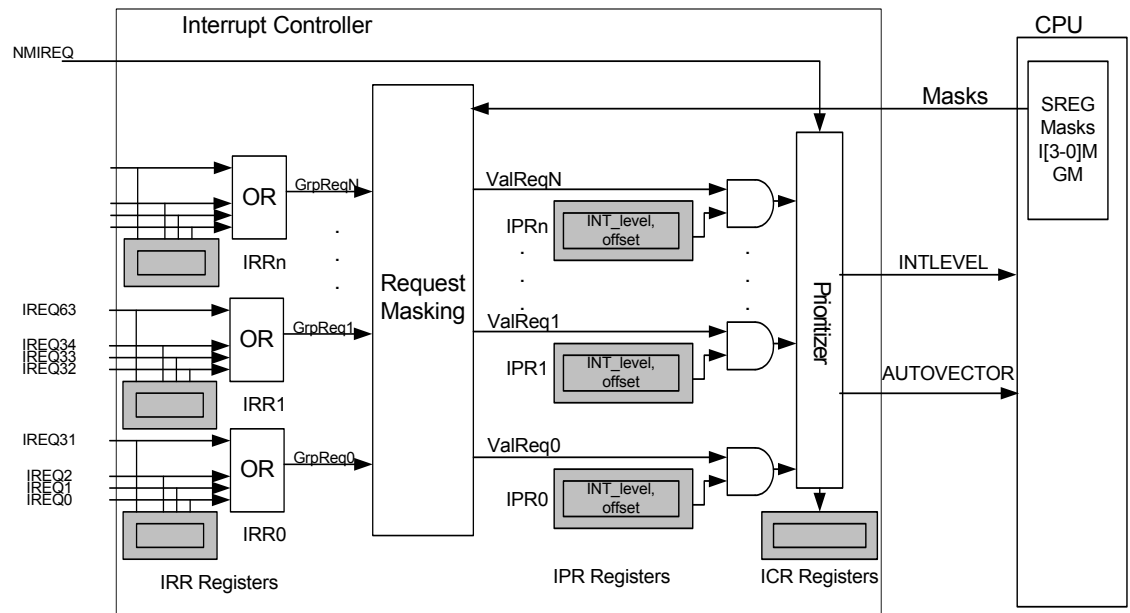 Interrupt Controller
CPU
NMIREQ
Masks
SREG
Masks
I[3-0]M
GM
OR
GrpReqN
ValReqN
IRRn
IPRn
INT_level,
offset
Request
Masking
Prioritizer
INTLEVEL
IREQ63
IREQ34
IREQ33
IREQ32
OR
GrpReq1
ValReq1
IRR1
IPR1
INT_level,
offset
AUTOVECTOR
IREQ31
IREQ2
IREQ1
IREQ0
OR
GrpReq0
ValReq0
IRR0
IPR0
INT_level,
offset
IRR Registers
IPR Registers
ICR Registers